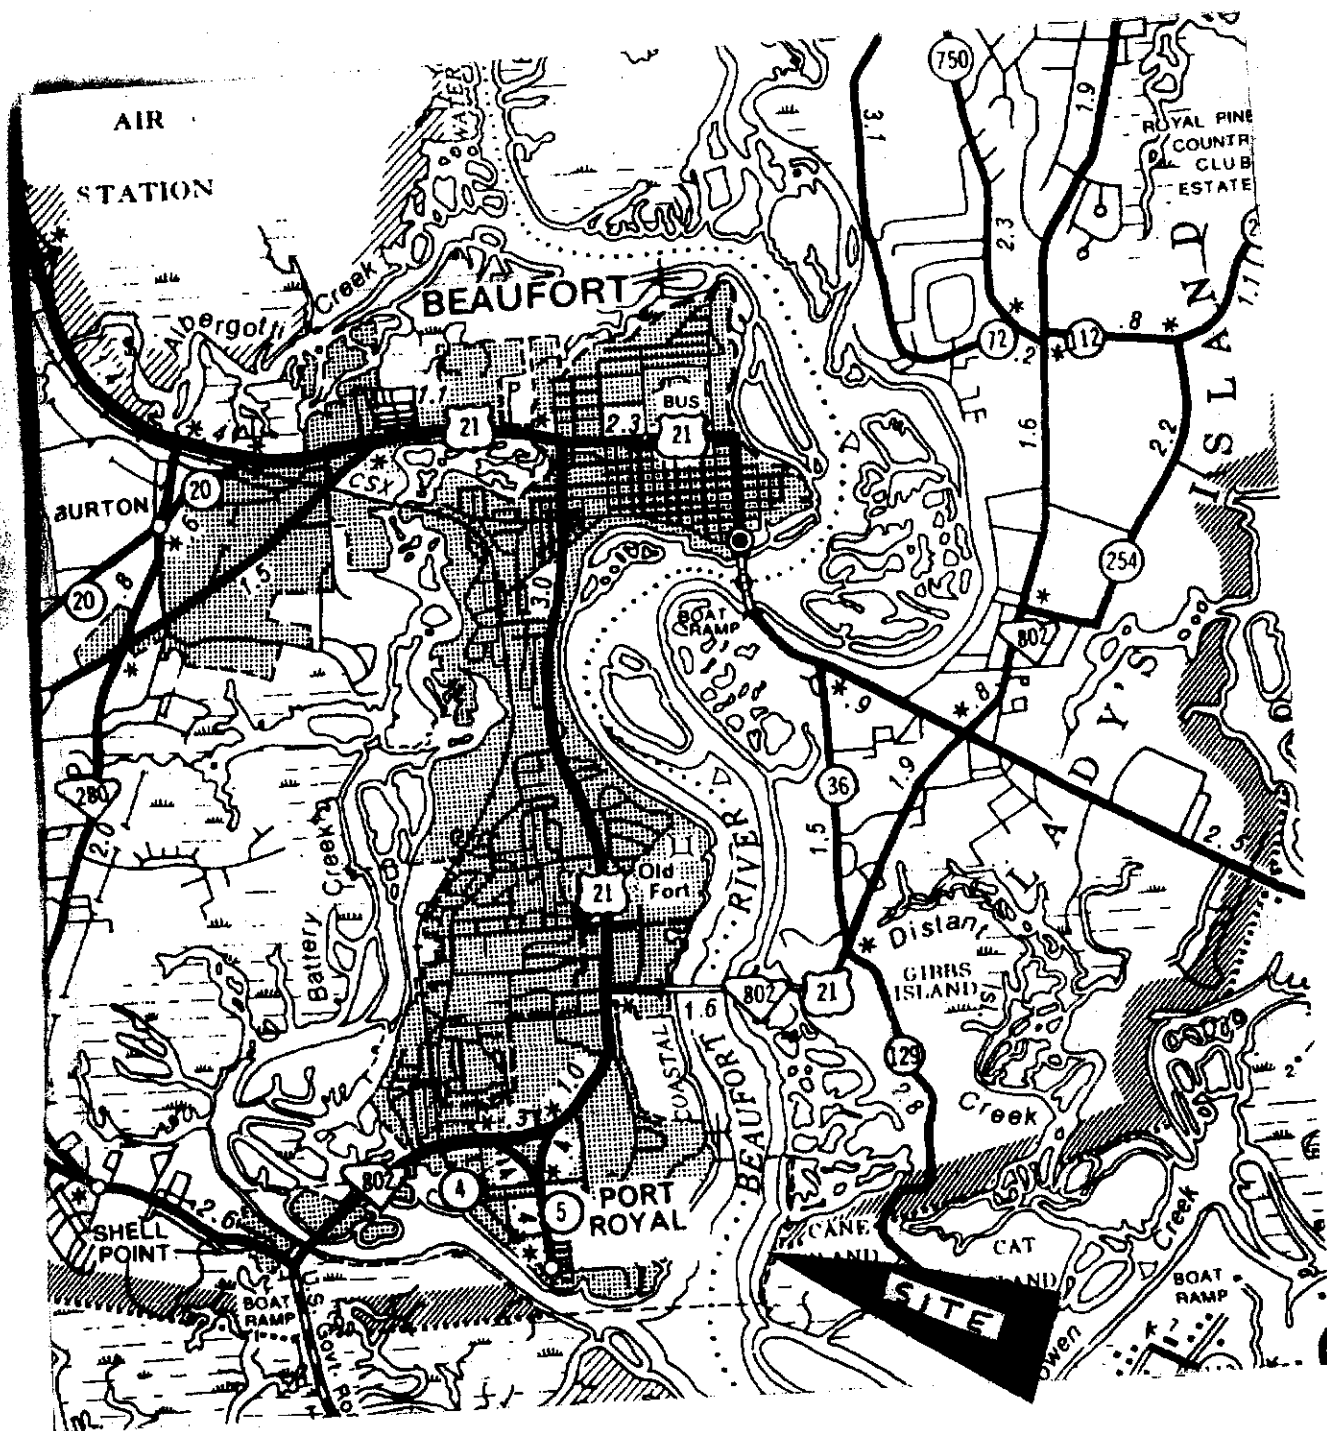 AIR
STATION
WATER
750
3.1
1.9
ROYAL PINE
COUNTR
CLUB
ESTATE
2.3
1.1
Albergotti Creek
BEAUFORT
72
.2
112
.8
LADY'S ISLAND
1.1
21
2.3
BUS
21
1.6
2.2
CSX
BURTON
20
.6
20
.8
1.5
3.0
254
BOAT
RAMP
802
.9
.8
280
2.0
36
1.9
1.5
2.5
Battery Creek
Old
Fort
21
BEAUFORT RIVER
Distant
GIBBS
ISLAND
802
21
1.6
COASTAL
129
2.8
Creek
1.0
.3
.4
802
4
.4
5
PORT
ROYAL
2.6
SHELL
POINT
CANE
CAT
Creek
BOAT
RAMP
BOAT
RAMP
SITE
owen